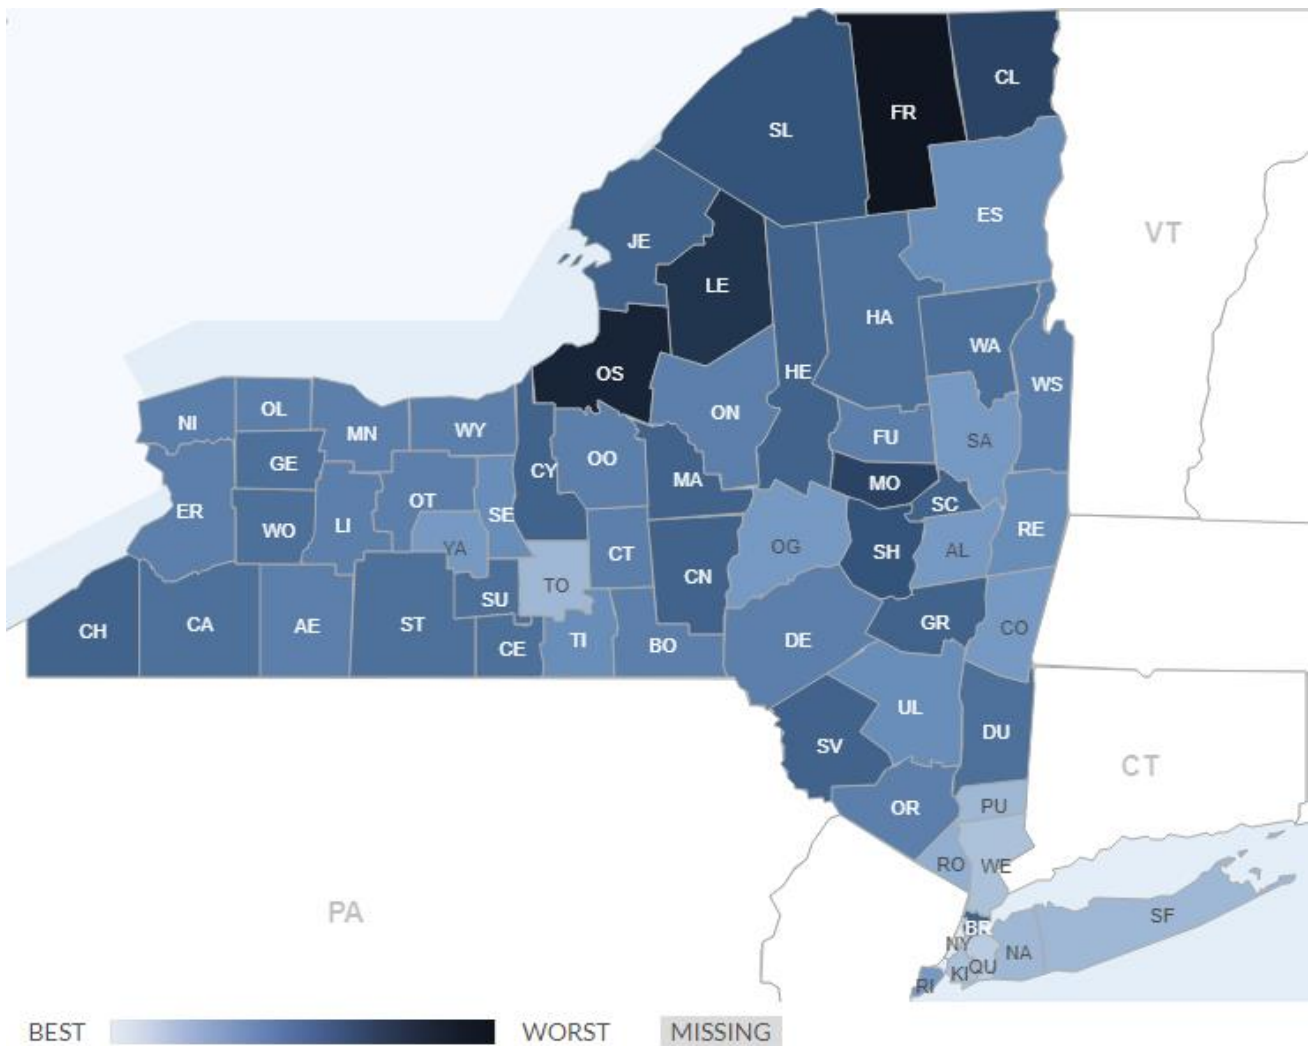 CL
FR
SL
ES
VT
JE
LE
HA
WA
OS
HE
WS
NI
OL
MN
WY
ON
FU
SA
GE
OO
CY
MA
MO
SC
ER
WO
LI
OT
SE
RE
YA
CT
OG
SH
AL
TO
CN
SU
CH
CA
AE
ST
CE
TI
BO
DE
GR
CO
UL
SV
DU
CT
OR
PU
RO
WE
PA
SF
BR
NY
NA
KI
QU
RI
BEST WORST MISSING